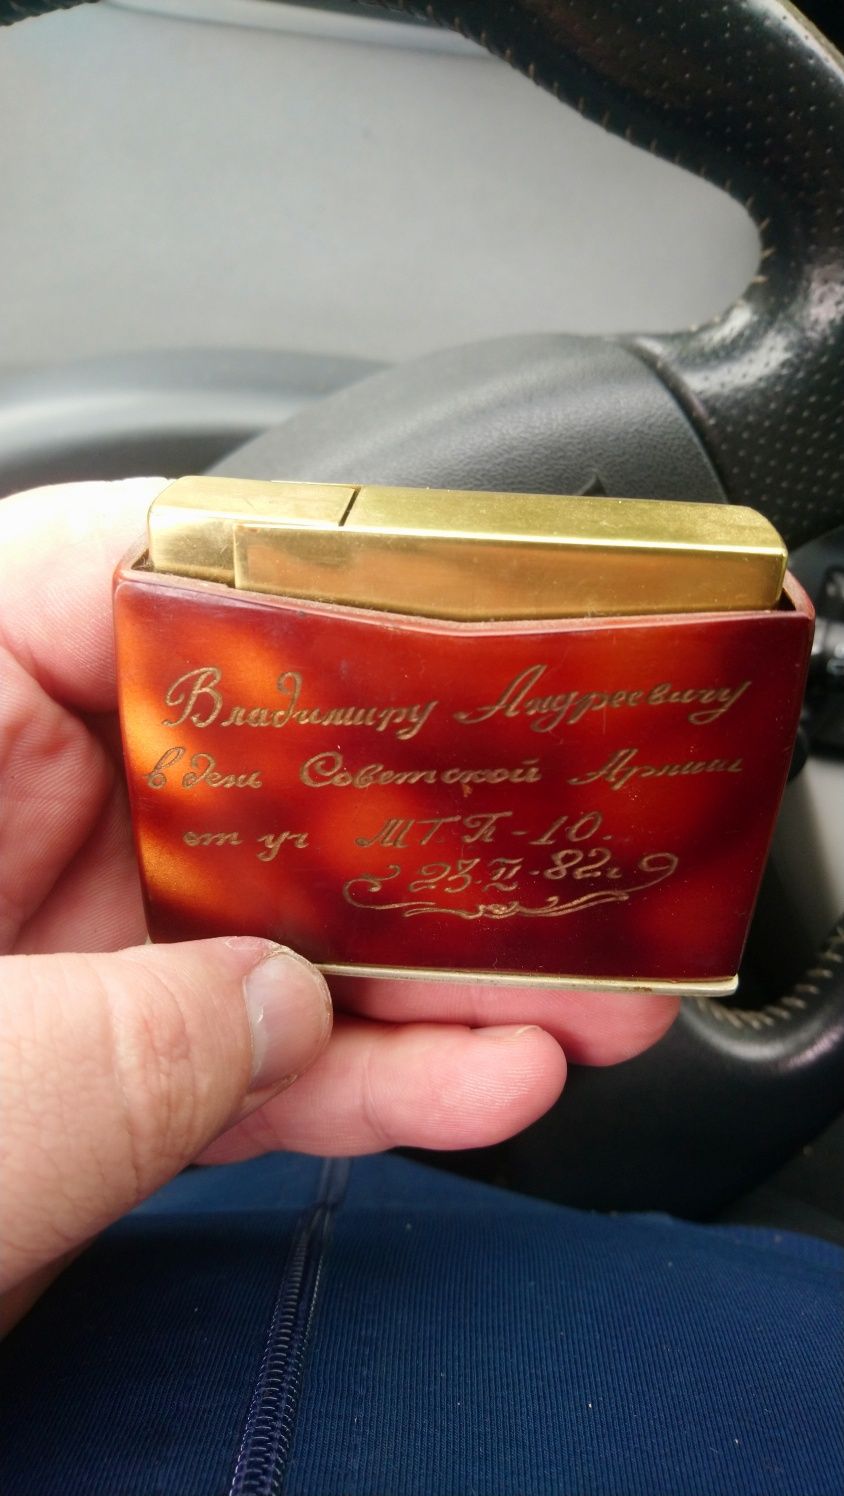 Владимиру Андреевичу
в день Советской Армии
от уч МТП-10.
23.II-82г